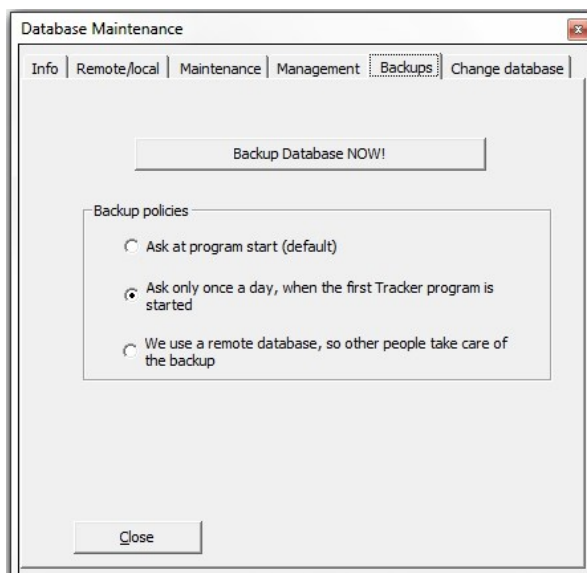 Database Maintenance
Info Remote/local Maintenance Management Backups Change database
Backup Database NOW!
Backup policies
Ask at program start (default)
Ask only once a day, when the first Tracker program is
started
We use a remote database, so other people take care of
the backup
Close